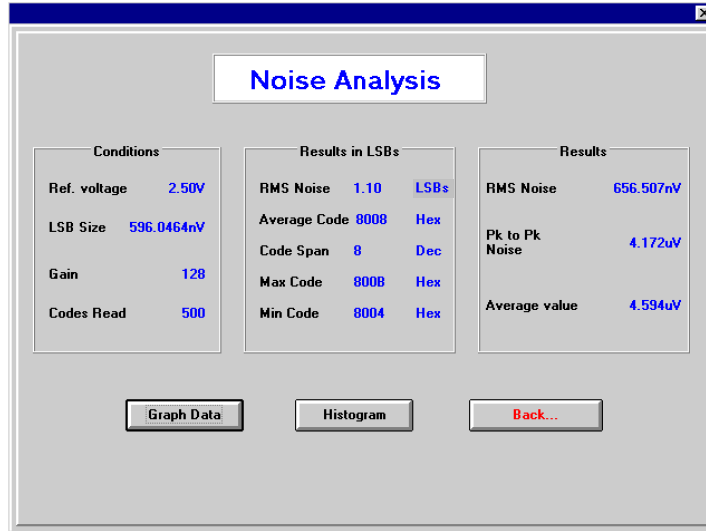 Noise Analysis
Conditions
Ref. voltage 2.50V
LSB Size 596.0464nV
Gain 128
Codes Read 500
Results in LSBs
RMS Noise 1.10 LSBs
Average Code 8008 Hex
Code Span 8 Dec
Max Code 800B Hex
Min Code 8004 Hex
Results
RMS Noise 656.507nV
Pk to Pk
Noise 4.172uV
Average value 4.594uV
Graph Data
Histogram
Back...